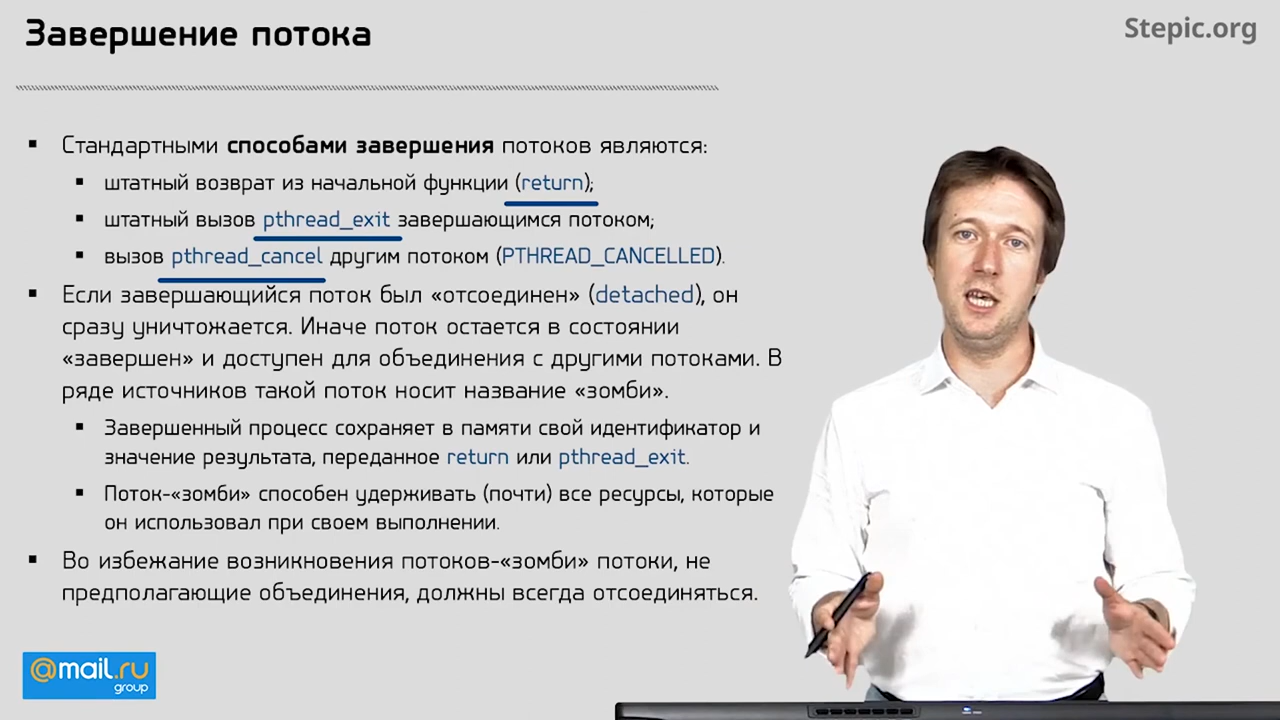 Завершение потока
Stepic.org
▪ Стандартными способами завершения потоков являются:
▪ штатный возврат из начальной функции (return);
▪ штатный вызов pthread_exit завершающимся потоком;
▪ вызов pthread_cancel другим потоком (PTHREAD_CANCELLED).
▪ Если завершающийся поток был «отсоединен» (detached), он
сразу уничтожается. Иначе поток остается в состоянии
«завершен» и доступен для объединения с другими потоками. В
ряде источников такой поток носит название «зомби».
▪ Завершенный процесс сохраняет в памяти свой идентификатор и
значение результата, переданное return или pthread_exit.
▪ Поток-«зомби» способен удерживать (почти) все ресурсы, которые
он использовал при своем выполнении.
▪ Во избежание возникновения потоков-«зомби» потоки, не
предполагающие объединения, должны всегда отсоединяться.
@mail.ru
group